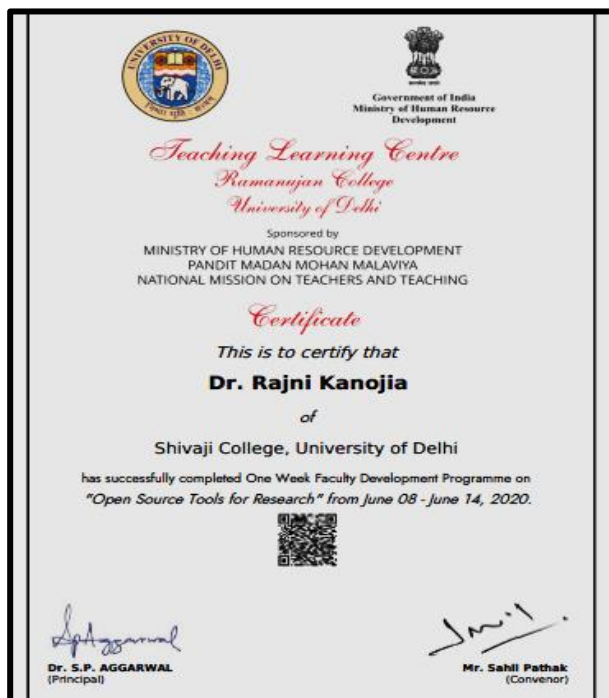 UNIVERSITY OF DELHI
Government of India
Ministry of Human Resource
Development
Teaching Learning Centre
Ramanujan College
University of Delhi
Sponsored by
MINISTRY OF HUMAN RESOURCE DEVELOPMENT
PANDIT MADAN MOHAN MALAVIYA
NATIONAL MISSION ON TEACHERS AND TEACHING
Certificate
This is to certify that
Dr. Rajni Kanojia
of
Shivaji College, University of Delhi
has successfully completed One Week Faculty Development Programme on
"Open Source Tools for Research" from June 08 - June 14, 2020.
SpAggarwal
Dr. S.P. AGGARWAL
(Principal)
Mr. Sahil Pathak
(Convenor)